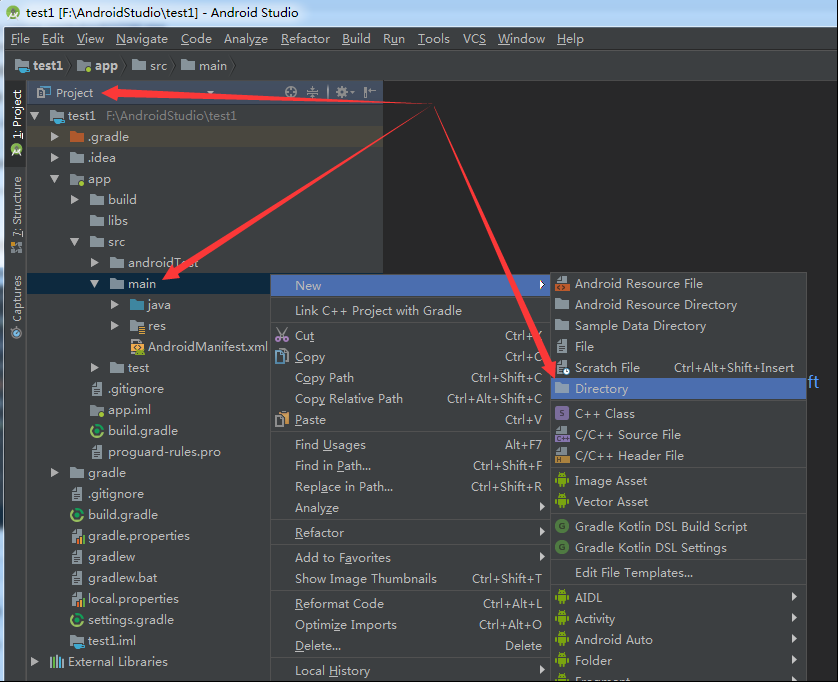 test1 [F:\AndroidStudio\test1] - Android Studio
File Edit View Navigate Code Analyze Refactor Build Run Tools VCS Window Help
test1 app src main
Project
1: Project
7: Structure
Captures
test1 F:\AndroidStudio\test1
.gradle
.idea
app
build
libs
src
androidTest
main
java
res
AndroidManifest.xml
test
.gitignore
app.iml
build.gradle
proguard-rules.pro
gradle
.gitignore
build.gradle
gradle.properties
gradlew
gradlew.bat
local.properties
settings.gradle
test1.iml
External Libraries
New
Link C++ Project with Gradle
Cut Ctrl+X
Copy Ctrl+C
Copy Path Ctrl+Shift+C
Copy Relative Path Ctrl+Alt+Shift+C
Paste Ctrl+V
Find Usages Alt+F7
Find in Path... Ctrl+Shift+F
Replace in Path... Ctrl+Shift+R
Analyze
Refactor
Add to Favorites
Show Image Thumbnails Ctrl+Shift+T
Reformat Code Ctrl+Alt+L
Optimize Imports Ctrl+Alt+O
Delete... Delete
Local History
Android Resource File
Android Resource Directory
Sample Data Directory
File
Scratch File Ctrl+Alt+Shift+Insert
Directory
ft
C++ Class
C/C++ Source File
C/C++ Header File
Image Asset
Vector Asset
Gradle Kotlin DSL Build Script
Gradle Kotlin DSL Settings
Edit File Templates...
AIDL
Activity
Android Auto
Folder
Fragment